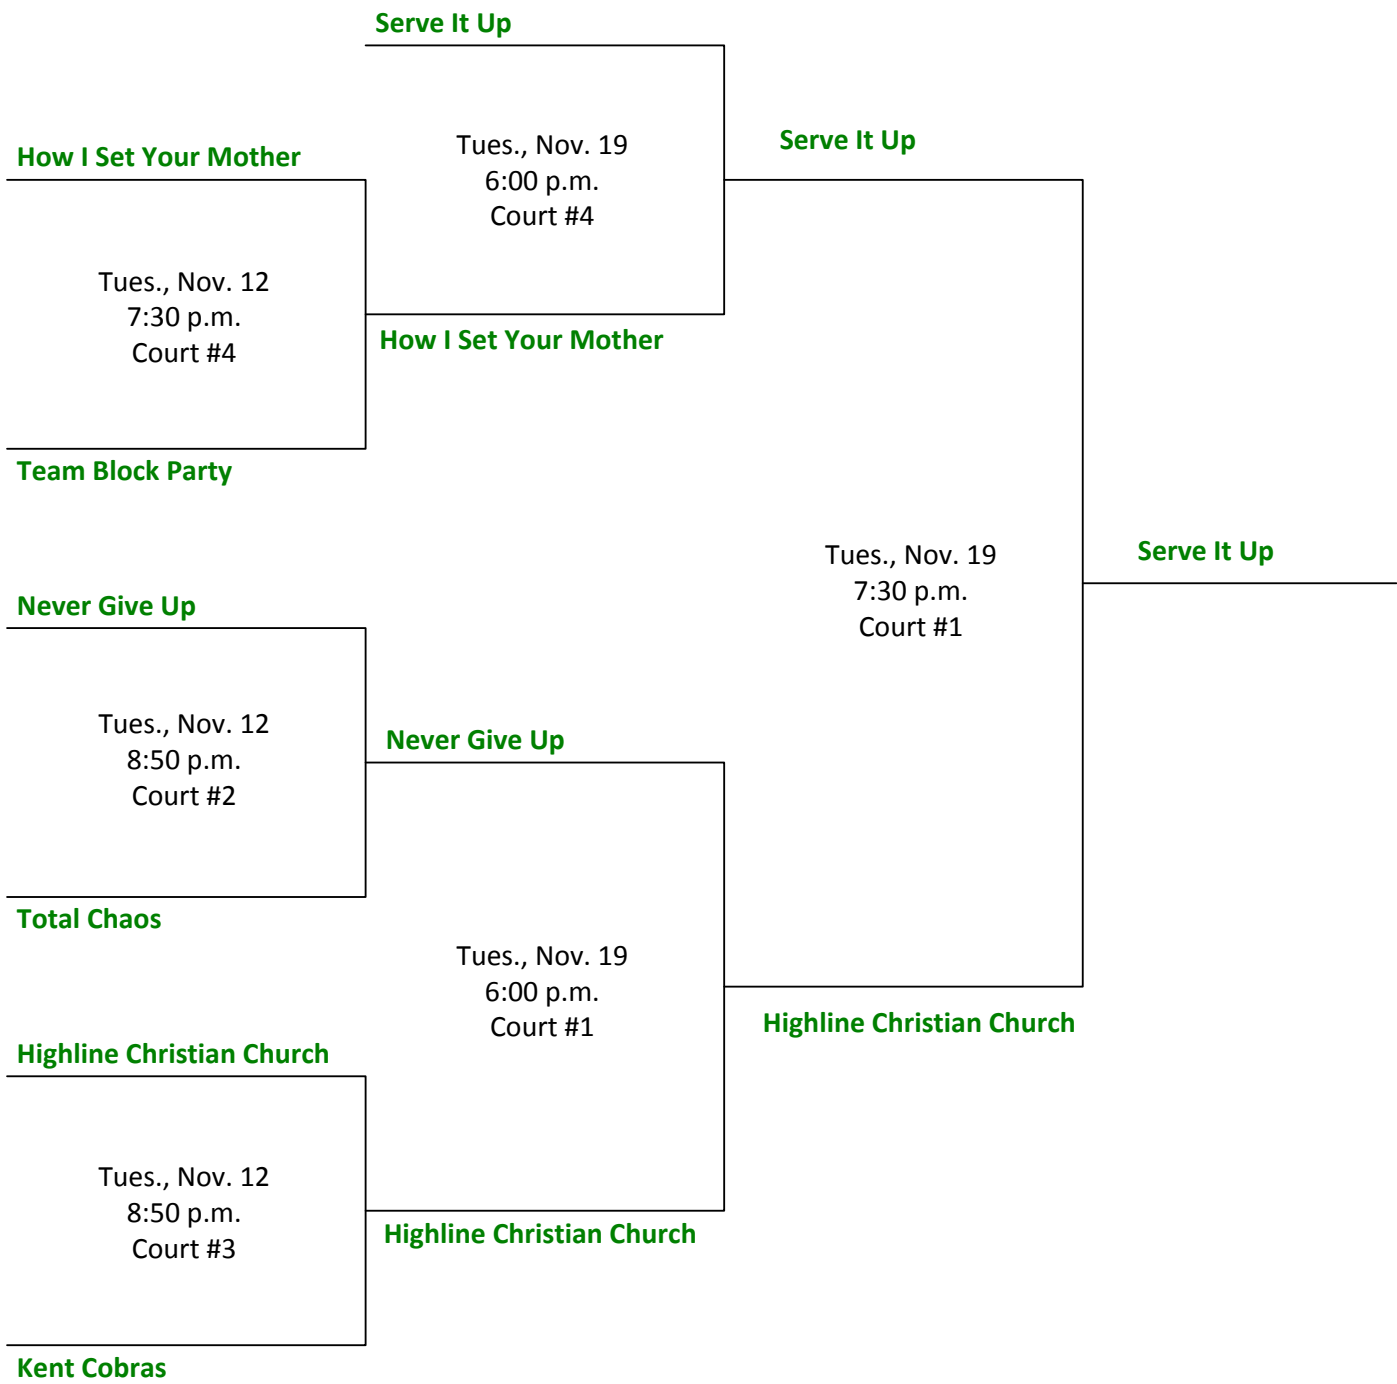 Serve It Up
How I Set Your Mother
Tues., Nov. 19
6:00 p.m.
Court #4
Serve It Up
Tues., Nov. 12
7:30 p.m.
Court #4
How I Set Your Mother
Team Block Party
Tues., Nov. 19
7:30 p.m.
Court #1
Serve It Up
Never Give Up
Tues., Nov. 12
8:50 p.m.
Court #2
Never Give Up
Total Chaos
Tues., Nov. 19
6:00 p.m.
Court #1
Highline Christian Church
Highline Christian Church
Tues., Nov. 12
8:50 p.m.
Court #3
Highline Christian Church
Kent Cobras